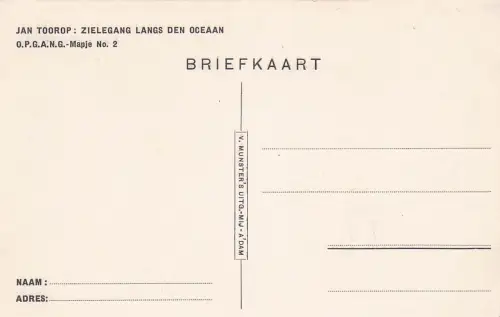 JAN TOOROP: ZIELEGANG LANGS DEN OCEAAN
O.P.G.A.N.G.-Mapje No. 2
BRIEFKAART
V. MUNSTER'S UITG.-MIJ - A'DAM
NAAM:
ADRES: